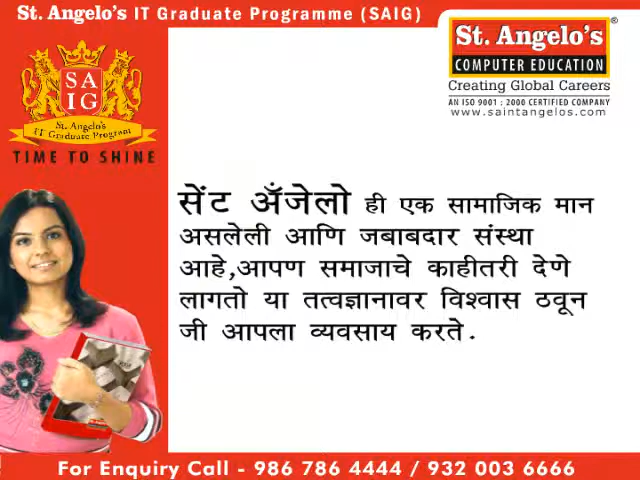 St. Angelo's IT Graduate Programme (SAIG)
St. Angelo's
COMPUTER EDUCATION
Creating Global Careers
AN ISO 9001 : 2000 CERTIFIED COMPANY
www.saintangelos.com
SA
IG
St. Angelo's
IT Graduate Program
TIME TO SHINE
सेंट अँजेलो ही एक सामाजिक मान
असलेली आणि जबाबदार संस्था
आहे,आपण समाजाचे काहीतरी देणे
लागतो या तत्वज्ञानावर विश्वास ठवून
जी आपला व्यवसाय करते.
For Enquiry Call - 986 786 4444 / 932 003 6666